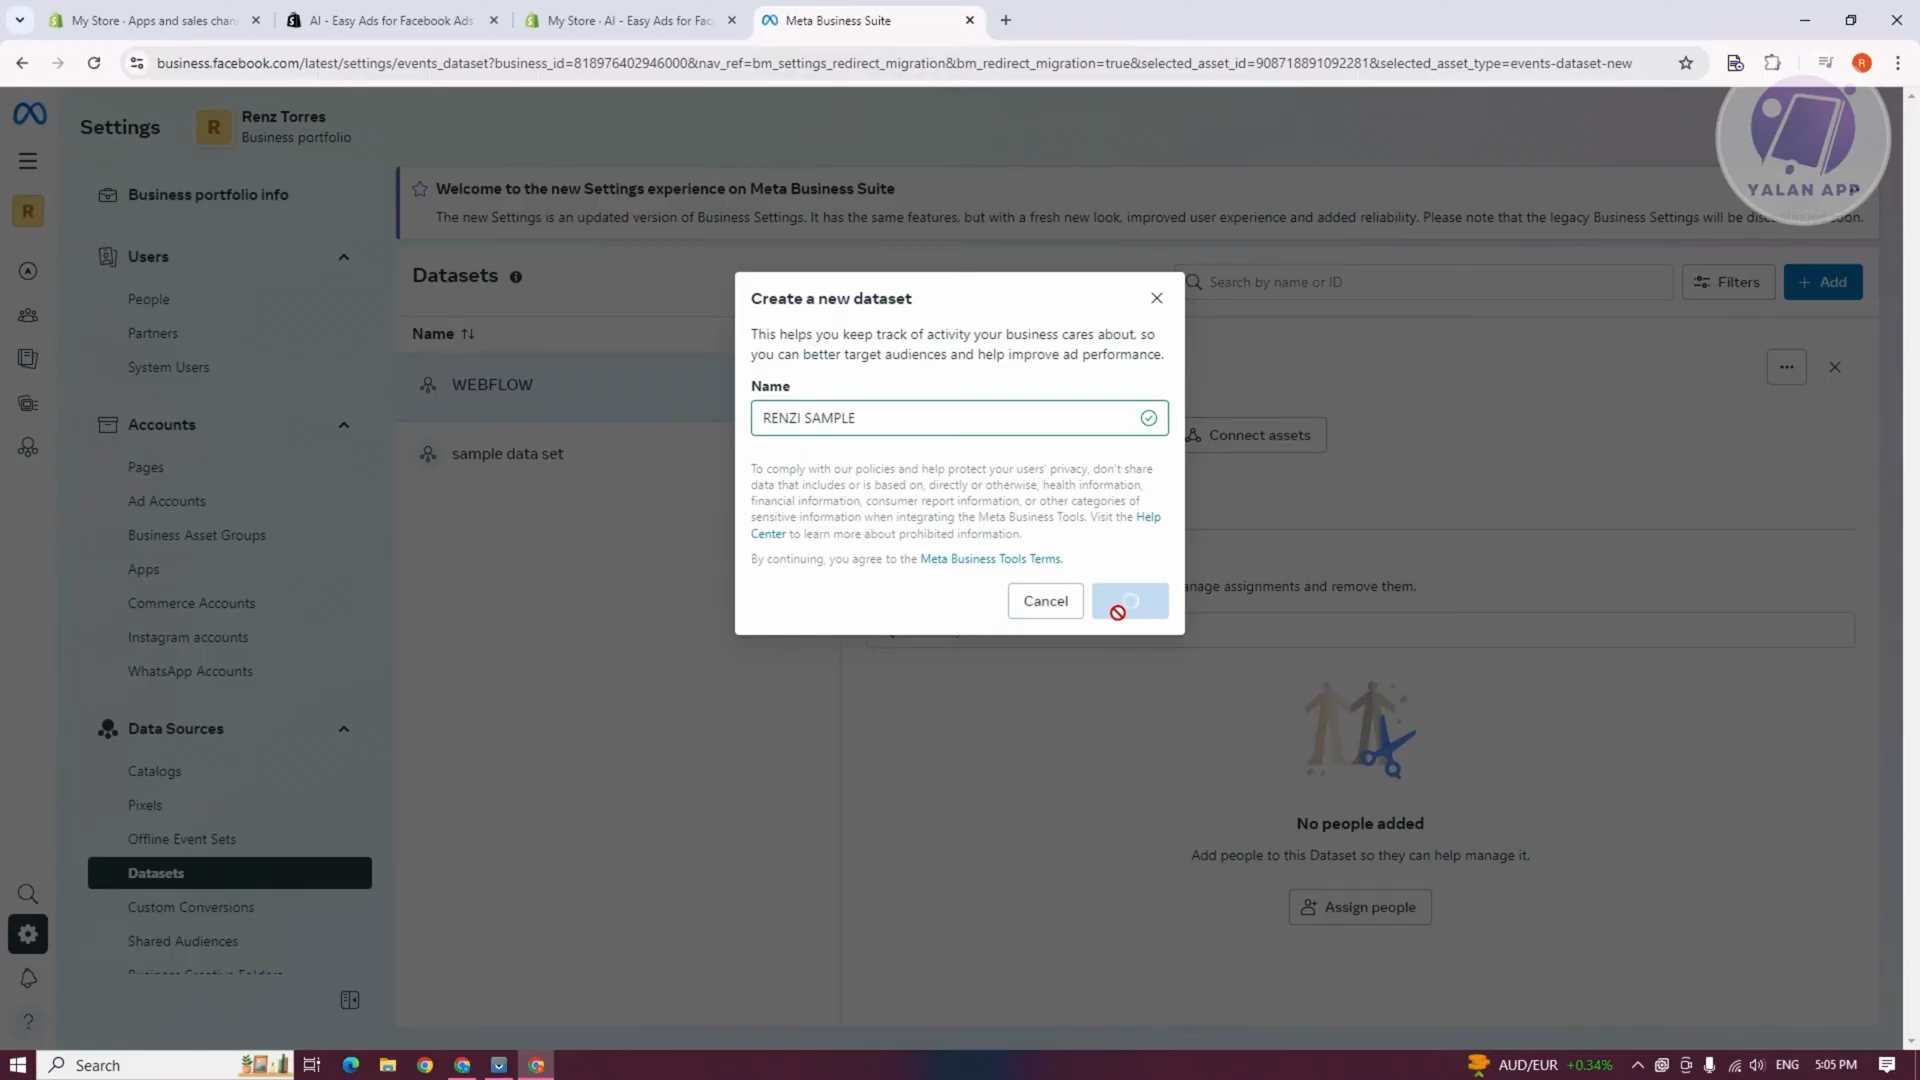 My Store · Apps and sales chan
AI - Easy Ads for Facebook Ads
My Store · AI - Easy Ads for Fac
Meta Business Suite
business.facebook.com/latest/settings/events_dataset?business_id=818976402946000&nav_ref=bm_settings_redirect_migration&bm_redirect_migration=true&selected_asset_id=908718891092281&selected_asset_type=events-dataset-new
R
Settings
R
Renz Torres
Business portfolio
YALAN APP
R
Business portfolio info
Users
People
Partners
System Users
Accounts
Pages
Ad Accounts
Business Asset Groups
Apps
Commerce Accounts
Instagram accounts
WhatsApp Accounts
Data Sources
Catalogs
Pixels
Offline Event Sets
Datasets
Custom Conversions
Shared Audiences
Business Creative Folders
Welcome to the new Settings experience on Meta Business Suite
The new Settings is an updated version of Business Settings. It has the same features, but with a fresh new look, improved user experience and added reliability. Please note that the legacy Business Settings will be
Datasets
Search by name or ID
Filters
+ Add
Name
WEBFLOW
sample data set
Create a new dataset
This helps you keep track of activity your business cares about, so
you can better target audiences and help improve ad performance.
Name
RENZI SAMPLE
To comply with our policies and help protect your users' privacy, don't share
data that includes or is based on, directly or otherwise, health information,
financial information, consumer report information, or other categories of
sensitive information when integrating the Meta Business Tools. Visit the Help
Center to learn more about prohibited information.
By continuing, you agree to the Meta Business Tools Terms.
Cancel
Connect assets
anage assignments and remove them.
No people added
Add people to this Dataset so they can help manage it.
Assign people
Search
AUD/EUR +0.34%
ENG
5:05 PM